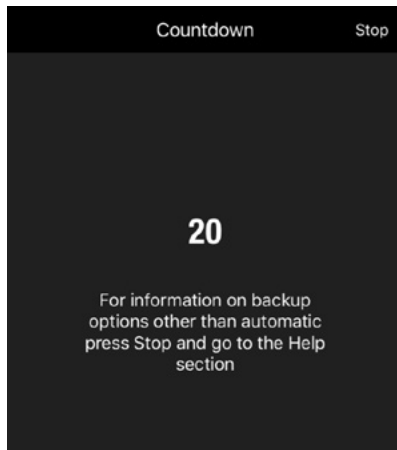 Countdown
Stop
20
For information on backup
options other than automatic
press Stop and go to the Help
section